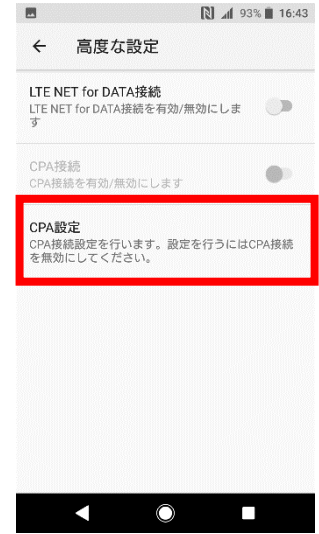 93% 16:43
高度な設定
LTE NET for DATA接続
LTE NET for DATA接続を有効/無効にしま
す
CPA接続
CPA接続を有効/無効にします
CPA設定
CPA接続設定を行います。設定を行うにはCPA接続
を無効にしてください。